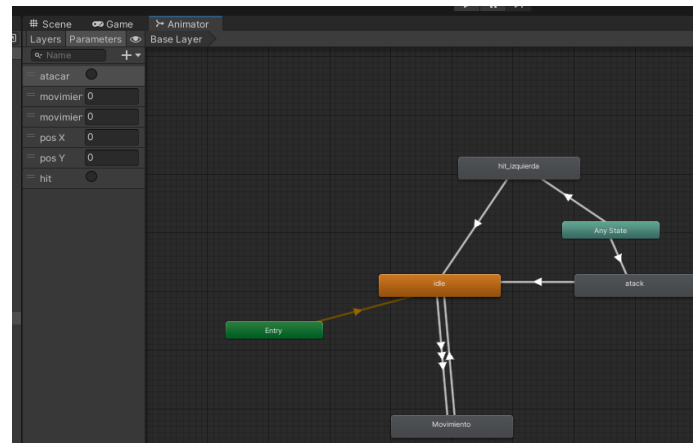 Scene Game Animator
Layers Parameters Base Layer
Name
atacar
movimier 0
movimier 0
pos X 0
pos Y 0
hit
hit_izquierda
Any State
idle
atack
Entry
Movimiento